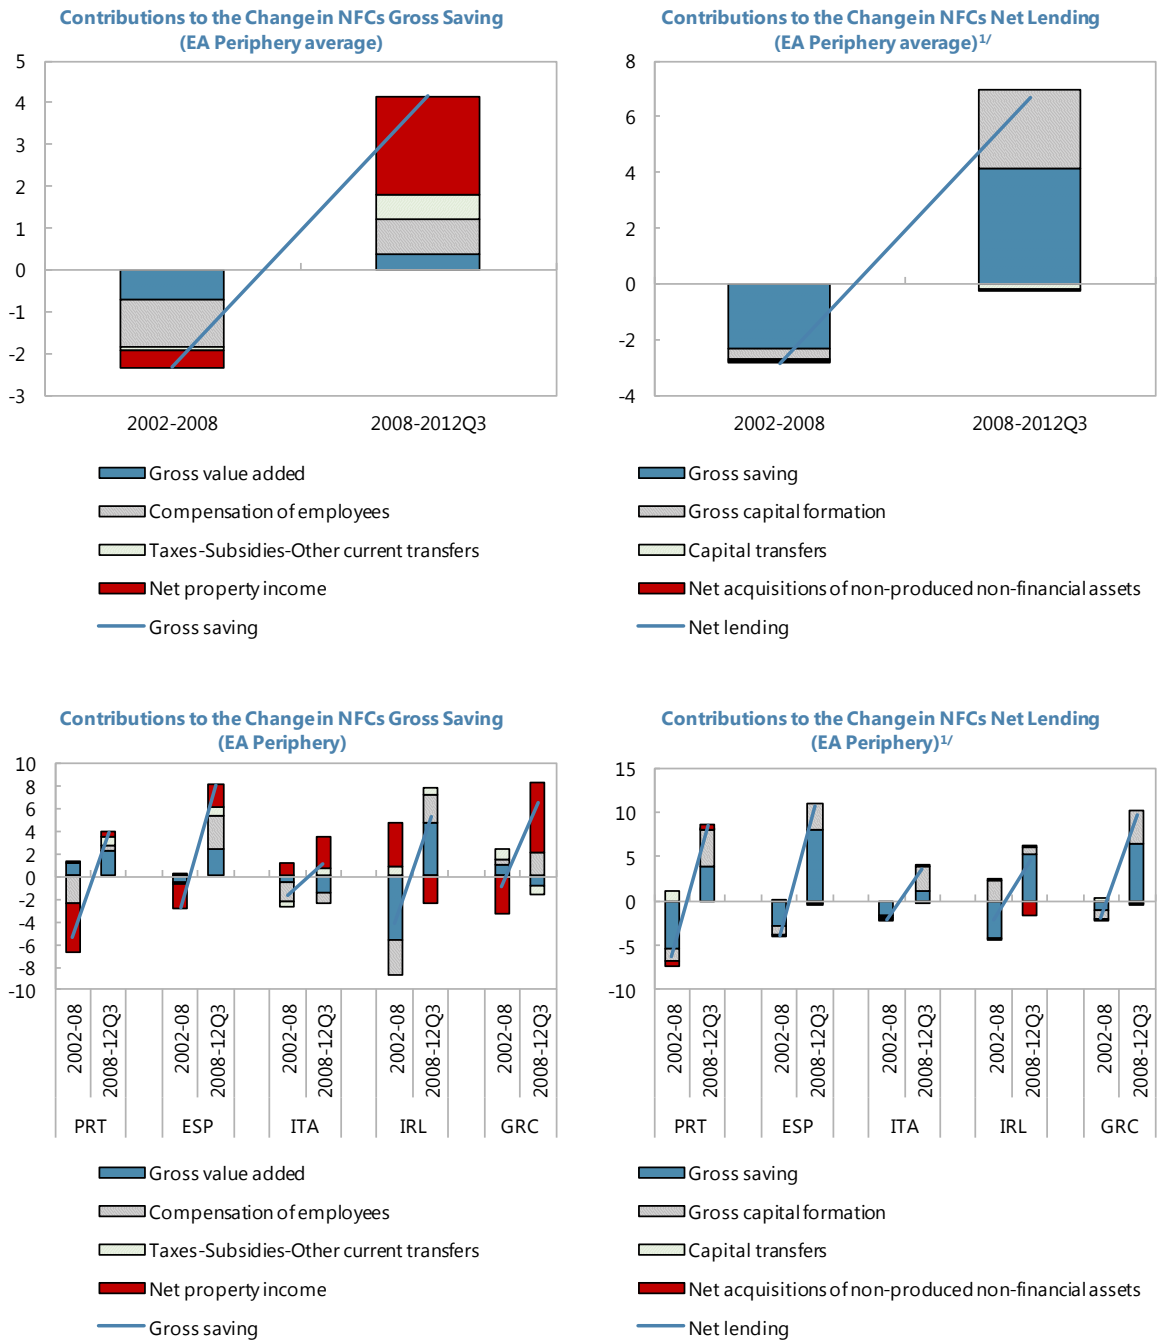 Contributions to the Change in NFCs Gross Saving
(EA Periphery average)
5
4
3
2
1
0
-1
-2
-3
2002-2008
2008-2012Q3
Gross value added
Compensation of employees
Taxes-Subsidies-Other current transfers
Net property income
Gross saving
Contributions to the Change in NFCs Net Lending
(EA Periphery average)1/
8
6
4
2
0
-2
-4
2002-2008
2008-2012Q3
Gross saving
Gross capital formation
Capital transfers
Net acquisitions of non-produced non-financial assets
Net lending
Contributions to the Change in NFCs Gross Saving
(EA Periphery)
10
8
6
4
2
0
-2
-4
-6
-8
-10
2002-08
2008-12Q3
2002-08
2008-12Q3
2002-08
2008-12Q3
2002-08
2008-12Q3
2002-08
2008-12Q3
PRT
ESP
ITA
IRL
GRC
Gross value added
Compensation of employees
Taxes-Subsidies-Other current transfers
Net property income
Gross saving
Contributions to the Change in NFCs Net Lending
(EA Periphery)1/
15
10
5
0
-5
-10
2002-08
2008-12Q3
2002-08
2008-12Q3
2002-08
2008-12Q3
2002-08
2008-12Q3
2002-08
2008-12Q3
PRT
ESP
ITA
IRL
GRC
Gross saving
Gross capital formation
Capital transfers
Net acquisitions of non-produced non-financial assets
Net lending